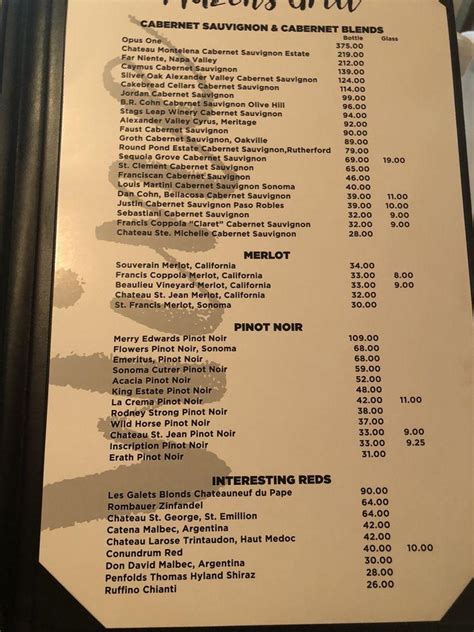 Mazen's Grill
CABERNET SAUVIGNON & CABERNET BLENDS
Bottle Glass
Opus One 375.00
Chateau Montelena Cabernet Sauvignon Estate 219.00
Far Niente, Napa Valley 212.00
Caymus Cabernet Sauvignon 139.00
Silver Oak Alexander Valley Cabernet Sauvignon 124.00
Cakebread Cellars Cabernet Sauvignon 114.00
Jordan Cabernet Sauvignon 99.00
B.R. Cohn Cabernet Sauvignon Olive Hill 96.00
Stags Leap Winery Cabernet Sauvignon 94.00
Alexander Valley Cyrus, Meritage 92.00
Faust Cabernet Sauvignon 90.00
Groth Cabernet Sauvignon, Oakville 88.00
Round Pond Estate Cabernet Sauvignon,Rutherford 79.00
Sequoia Grove Cabernet Sauvignon 69.00 19.00
St. Clement Cabernet Sauvignon 65.00
Franciscan Cabernet Sauvignon 46.00
Louis Martini Cabernet Sauvignon Sonoma 40.00
Dan Cohn, Bellacosa Cabernet Sauvignon 39.00 11.00
Justin Cabernet Sauvignon Paso Robles 39.00 10.00
Sebastiani Cabernet Sauvignon 32.00 9.00
Francis Coppola "Claret" Cabernet Sauvignon 32.00 9.00
Chateau Ste. Michelle Cabernet Sauvignon 28.00
MERLOT
Souverain Merlot, California 34.00
Francis Coppola Merlot, California 33.00 8.00
Beaulieu Vineyard Merlot, California 33.00 9.00
Chateau St. Jean Merlot, California 32.00
St. Francis Merlot, Sonoma 30.00
PINOT NOIR
Merry Edwards Pinot Noir 109.00
Flowers Pinot Noir, Sonoma 68.00
Emeritus, Pinot Noir 68.00
Sonoma Cutrer Pinot Noir 59.00
Acacia Pinot Noir 52.00
King Estate Pinot Noir 48.00
La Crema Pinot Noir 42.00 11.00
Rodney Strong Pinot Noir 38.00
Wild Horse Pinot Noir 37.00
Chateau St. Jean Pinot Noir 33.00 9.00
Inscription Pinot Noir 33.00 9.25
Erath Pinot Noir 31.00
INTERESTING REDS
Les Galets Blonds Chateauneuf du Pape 90.00
Rombauer Zinfandel 64.00
Chateau St. George, St. Emillion 42.00
Catena Malbec, Argentina 42.00
Chateau Larose Trintaudon, Haut Medoc 42.00
Conundrum Red 40.00 10.00
Don David Malbec, Argentina 30.00
Penfolds Thomas Hyland Shiraz 28.00
Ruffino Chianti 26.00